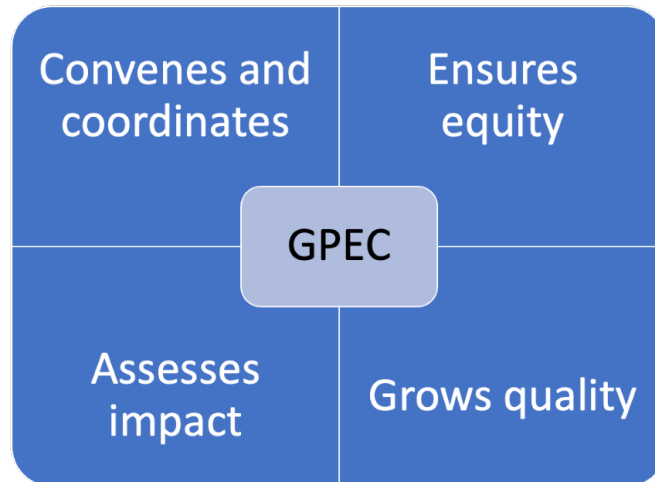 Convenes and
coordinates
Ensures
equity
GPEC
Assesses
impact
Grows quality